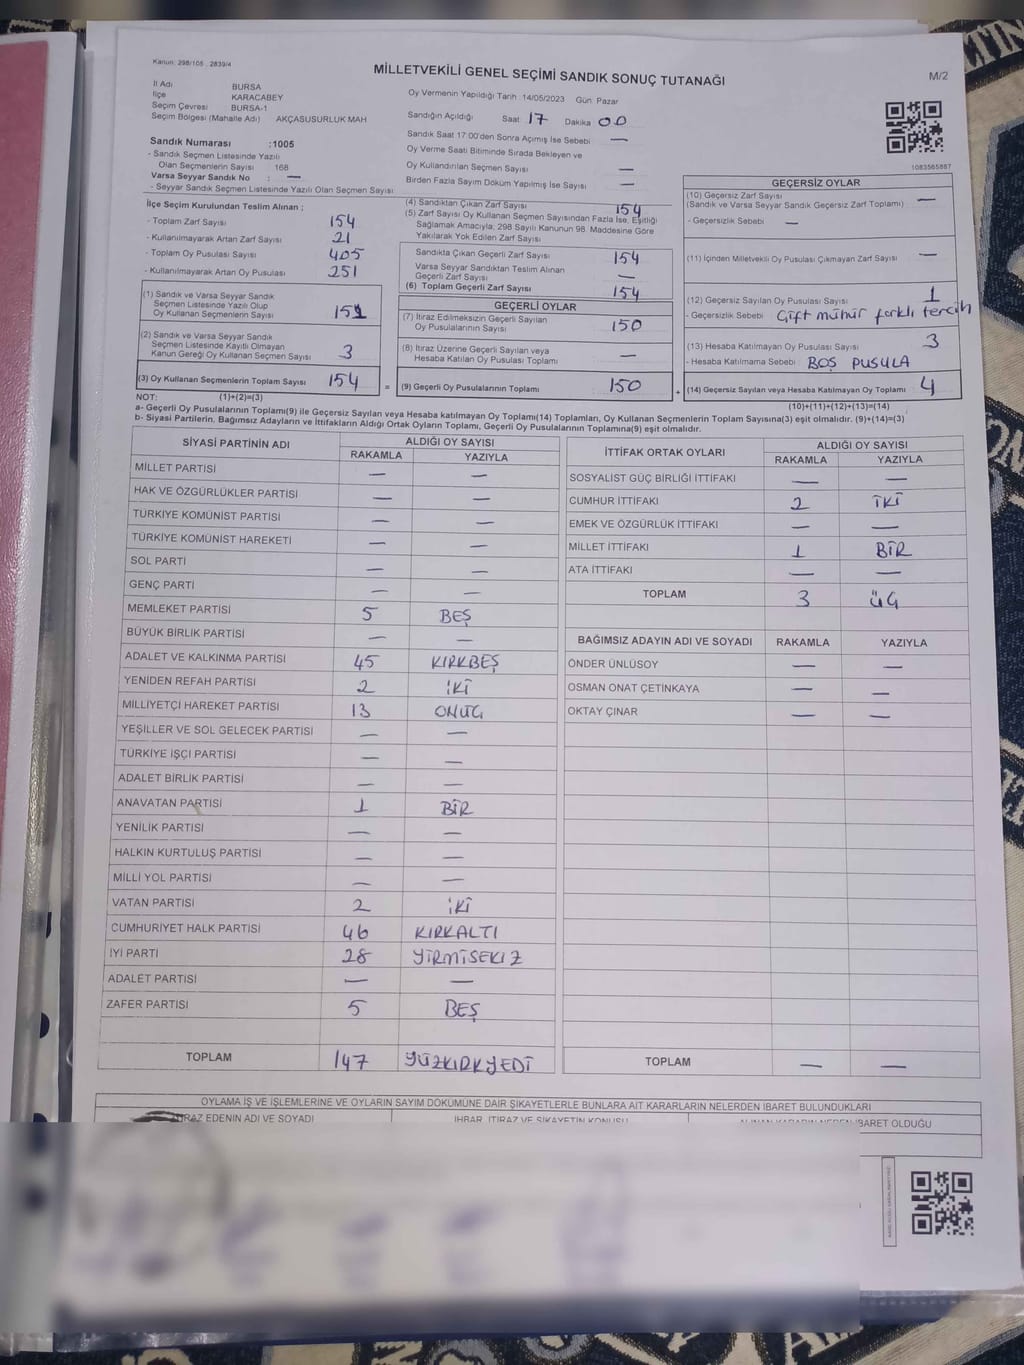 Kanun: 298/105 , 2839/4
MİLLETVEKİLİ GENEL SEÇİMİ SANDIK SONUÇ TUTANAĞI
M/2
İl Adı BURSA
İlçe KARACABEY
Seçim Çevresi BURSA-1
Seçim Bölgesi (Mahalle Adı) AKÇASUSURLUK MAH
Sandık Numarası :1005
- Sandık Seçmen Listesinde Yazılı
Olan Seçmenlerin Sayısı : 168
Varsa Seyyar Sandık No : —
- Seyyar Sandık Seçmen Listesinde Yazılı Olan Seçmen Sayısı
Oy Vermenin Yapıldığı Tarih : 14/05/2023 Gün: Pazar
Sandığın Açıldığı Saat 17 Dakika 00
Sandık Saat 17:00'den Sonra Açılmış İse Sebebi —
Oy Verme Saati Bitiminde Sırada Bekleyen ve
Oy Kullandırılan Seçmen Sayısı —
Birden Fazla Sayım Döküm Yapılmış İse Sayısı —
1083565887
İlçe Seçim Kurulundan Teslim Alınan ;
- Toplam Zarf Sayısı 154
- Kullanılmayarak Artan Zarf Sayısı 21
- Toplam Oy Pusulası Sayısı 405
- Kullanılmayarak Artan Oy Pusulası 251
(1) Sandık ve Varsa Seyyar Sandık
Seçmen Listesinde Yazılı Olup
Oy Kullanan Seçmenlerin Sayısı 151
(2) Sandık ve Varsa Seyyar Sandık
Seçmen Listesinde Kayıtlı Olmayan
Kanun Gereği Oy Kullanan Seçmen Sayısı 3
(3) Oy Kullanan Seçmenlerin Toplam Sayısı 154 =
(4) Sandıktan Çıkan Zarf Sayısı 154
(5) Zarf Sayısı Oy Kullanan Seçmen Sayısından Fazla İse, Eşitliği
Sağlamak Amacıyla, 298 Sayılı Kanunun 98. Maddesine Göre
Yakılarak Yok Edilen Zarf Sayısı
Sandıkta Çıkan Geçerli Zarf Sayısı 154
Varsa Seyyar Sandıktan Teslim Alınan
Geçerli Zarf Sayısı —
(6) Toplam Geçerli Zarf Sayısı 154
GEÇERLİ OYLAR
(7) İtiraz Edilmeksizin Geçerli Sayılan
Oy Pusulalarının Sayısı 150
(8) İtiraz Üzerine Geçerli Sayılan veya
Hesaba Katılan Oy Pusulası Toplamı —
(9) Geçerli Oy Pusulalarının Toplamı 150 +
GEÇERSİZ OYLAR
(10) Geçersiz Zarf Sayısı
(Sandık ve Varsa Seyyar Sandık Geçersiz Zarf Toplamı) —
- Geçersizlik Sebebi —
(11) İçinden Milletvekili Oy Pusulası Çıkmayan Zarf Sayısı —
(12) Geçersiz Sayılan Oy Pusulası Sayısı 1
- Geçersizlik Sebebi Çift mühür farklı tercih
(13) Hesaba Katılmayan Oy Pusulası Sayısı 3
- Hesaba Katılmama Sebebi BOŞ PUSULA
(14) Geçersiz Sayılan veya Hesaba Katılmayan Oy Toplamı 4
NOT: (1)+(2)=(3) (10)+(11)+(12)+(13)=(14)
a- Geçerli Oy Pusulalarının Toplamı(9) ile Geçersiz Sayılan veya Hesaba katılmayan Oy Toplamı(14) Toplamları, Oy Kullanan Seçmenlerin Toplam Sayısına(3) eşit olmalıdır. (9)+(14)=(3)
b- Siyasi Partilerin, Bağımsız Adayların ve İttifakların Aldığı Ortak Oyların Toplamı, Geçerli Oy Pusulalarının Toplamına(9) eşit olmalıdır.
SİYASİ PARTİNİN ADI ALDIĞI OY SAYISI
RAKAMLA YAZIYLA
MİLLET PARTİSİ — —
HAK VE ÖZGÜRLÜKLER PARTİSİ — —
TÜRKİYE KOMÜNİST PARTİSİ — —
TÜRKİYE KOMÜNİST HAREKETİ — —
SOL PARTİ — —
GENÇ PARTİ — —
MEMLEKET PARTİSİ 5 BEŞ
BÜYÜK BİRLİK PARTİSİ — —
ADALET VE KALKINMA PARTİSİ 45 KIRKBEŞ
YENİDEN REFAH PARTİSİ 2 İKİ
MİLLİYETÇİ HAREKET PARTİSİ 13 ONÜÇ
YEŞİLLER VE SOL GELECEK PARTİSİ — —
TÜRKİYE İŞÇİ PARTİSİ — —
ADALET BİRLİK PARTİSİ — —
ANAVATAN PARTİSİ 1 BİR
YENİLİK PARTİSİ — —
HALKIN KURTULUŞ PARTİSİ — —
MİLLİ YOL PARTİSİ — —
VATAN PARTİSİ 2 İKİ
CUMHURİYET HALK PARTİSİ 46 KIRKALTI
İYİ PARTİ 28 YİRMİSEKİZ
ADALET PARTİSİ — —
ZAFER PARTİSİ 5 BEŞ
TOPLAM 147 YÜZKIRKYEDİ
İTTİFAK ORTAK OYLARI ALDIĞI OY SAYISI
RAKAMLA YAZIYLA
SOSYALİST GÜÇ BİRLİĞİ İTTİFAKI — —
CUMHUR İTTİFAKI 2 İKİ
EMEK VE ÖZGÜRLÜK İTTİFAKI — —
MİLLET İTTİFAKI 1 BİR
ATA İTTİFAKI — —
TOPLAM 3 ÜÇ
BAĞIMSIZ ADAYIN ADI VE SOYADI RAKAMLA YAZIYLA
ÖNDER ÜNLÜSOY — —
OSMAN ONAT ÇETİNKAYA — —
OKTAY ÇINAR — —
TOPLAM — —
OYLAMA İŞ VE İŞLEMLERİNE VE OYLARIN SAYIM DÖKÜMÜNE DAİR ŞİKAYETLERLE BUNLARA AİT KARARLARIN NELERDEN İBARET BULUNDUKLARI
İTİRAZ EDENİN ADI VE SOYADI İHBAR, İTİRAZ VE ŞİKAYETİN KONUSU ALINAN KARARIN NEDEN İBARET OLDUĞU